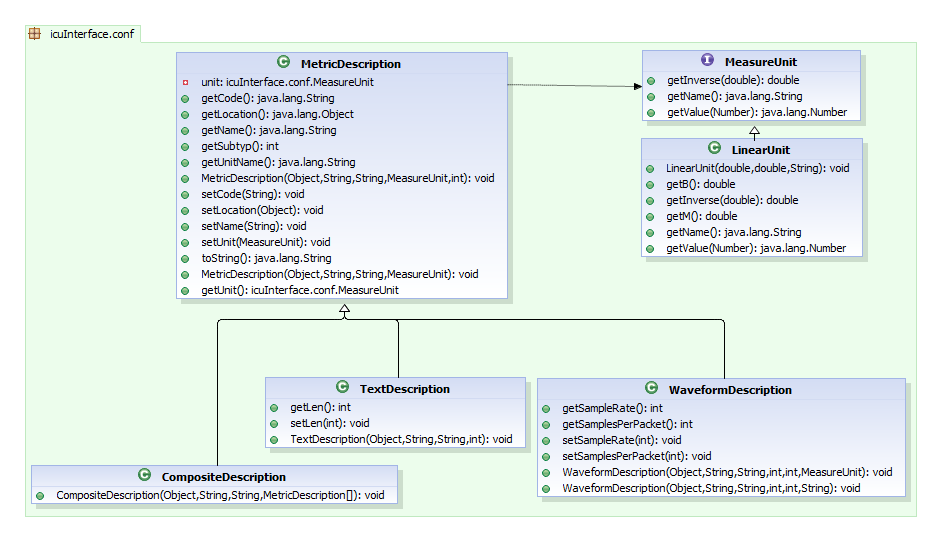 icuInterface.conf
MetricDescription
unit: icuInterface.conf.MeasureUnit
getCode(): java.lang.String
getLocation(): java.lang.Object
getName(): java.lang.String
getSubtyp(): int
getUnitName(): java.lang.String
MetricDescription(Object,String,String,MeasureUnit,int): void
setCode(String): void
setLocation(Object): void
setName(String): void
setUnit(MeasureUnit): void
toString(): java.lang.String
MetricDescription(Object,String,String,MeasureUnit): void
getUnit(): icuInterface.conf.MeasureUnit
MeasureUnit
getInverse(double): double
getName(): java.lang.String
getValue(Number): java.lang.Number
LinearUnit
LinearUnit(double,double,String): void
getB(): double
getInverse(double): double
getM(): double
getName(): java.lang.String
getValue(Number): java.lang.Number
TextDescription
getLen(): int
setLen(int): void
TextDescription(Object,String,String,int): void
WaveformDescription
getSampleRate(): int
getSamplesPerPacket(): int
setSampleRate(int): void
setSamplesPerPacket(int): void
WaveformDescription(Object,String,String,int,int,MeasureUnit): void
WaveformDescription(Object,String,String,int,int,String): void
CompositeDescription
CompositeDescription(Object,String,String,MetricDescription[]): void